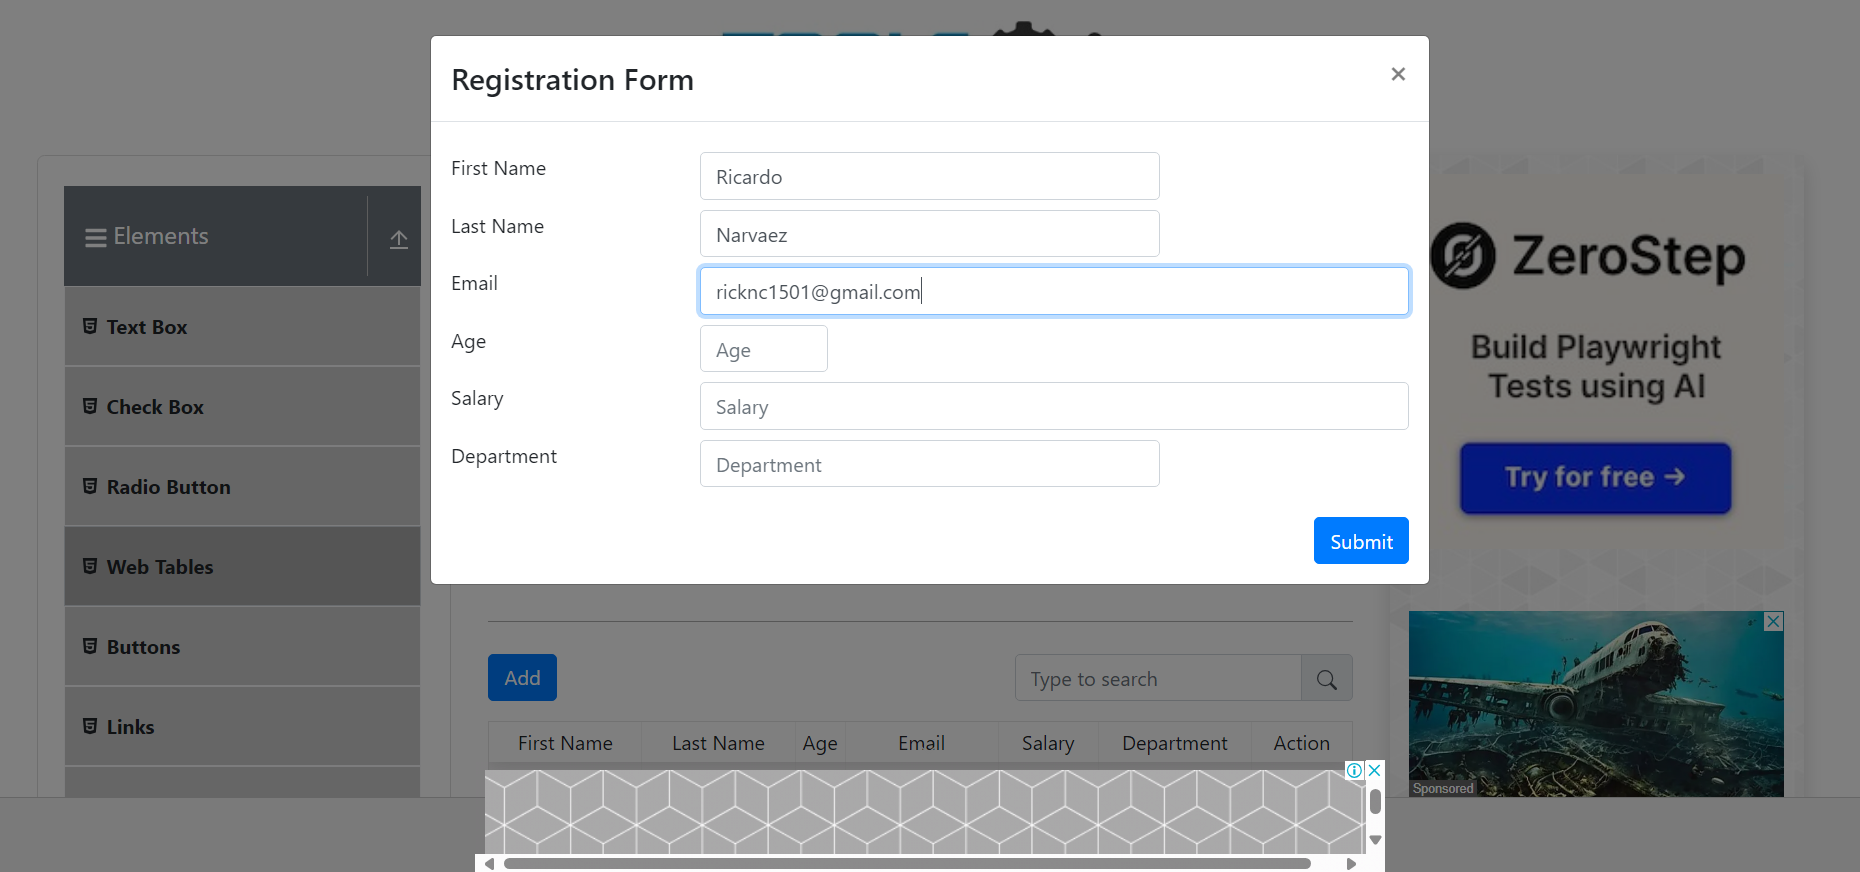 Registration Form
×
First Name
Ricardo
Last Name
Narvaez
Email
ricknc1501@gmail.com
Age
Age
Salary
Salary
Department
Department
Submit
Elements
Text Box
Check Box
Radio Button
Web Tables
Buttons
Links
Add
Type to search
First Name Last Name Age Email Salary Department Action
ZeroStep
Build Playwright
Tests using AI
Try for free →
Sponsored